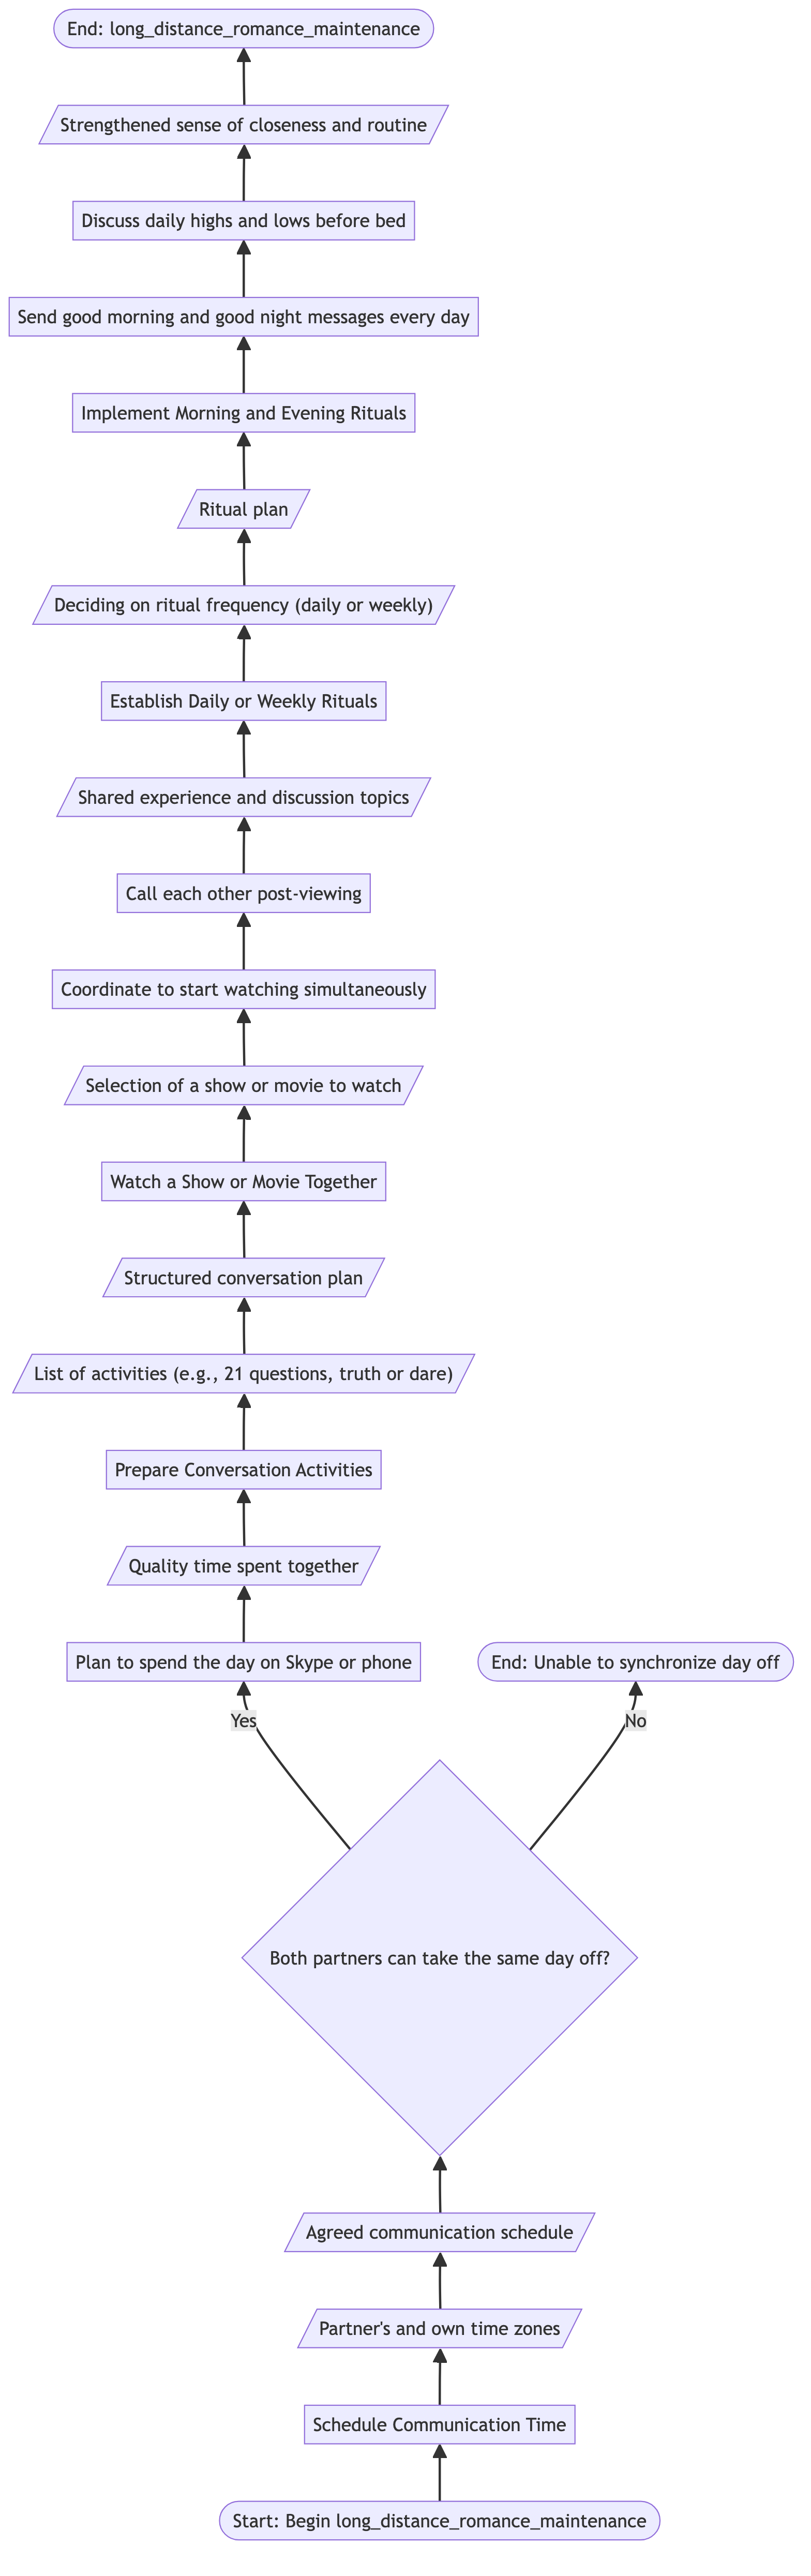 End: long_distance_romance_maintenance
Strengthened sense of closeness and routine
Discuss daily highs and lows before bed
Send good morning and good night messages every day
Implement Morning and Evening Rituals
Ritual plan
Deciding on ritual frequency (daily or weekly)
Establish Daily or Weekly Rituals
Shared experience and discussion topics
Call each other post-viewing
Coordinate to start watching simultaneously
Selection of a show or movie to watch
Watch a Show or Movie Together
Structured conversation plan
List of activities (e.g., 21 questions, truth or dare)
Prepare Conversation Activities
Quality time spent together
Plan to spend the day on Skype or phone
End: Unable to synchronize day off
Yes
No
Both partners can take the same day off?
Agreed communication schedule
Partner's and own time zones
Schedule Communication Time
Start: Begin long_distance_romance_maintenance